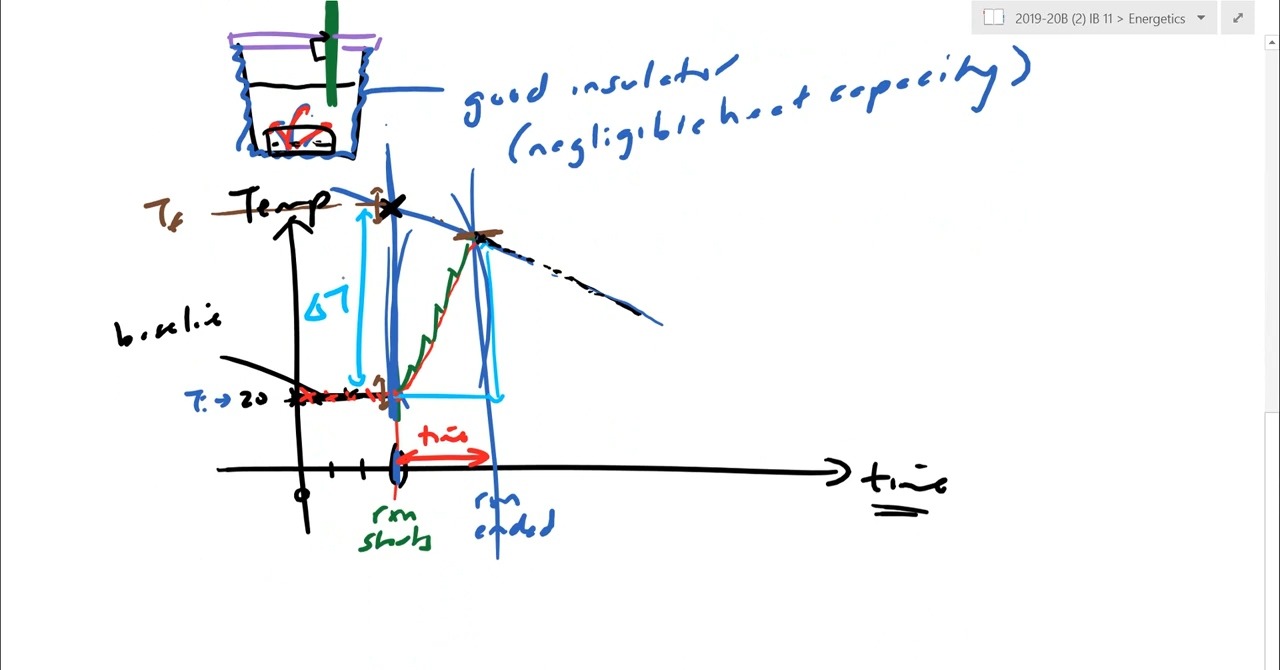 2019-20B (2) IB 11 > Energetics
good insulator
(negligible heat capacity)
Tf
Temp
ΔT
Ti → 20
time
0
time
rxn
starts
rxn
ended